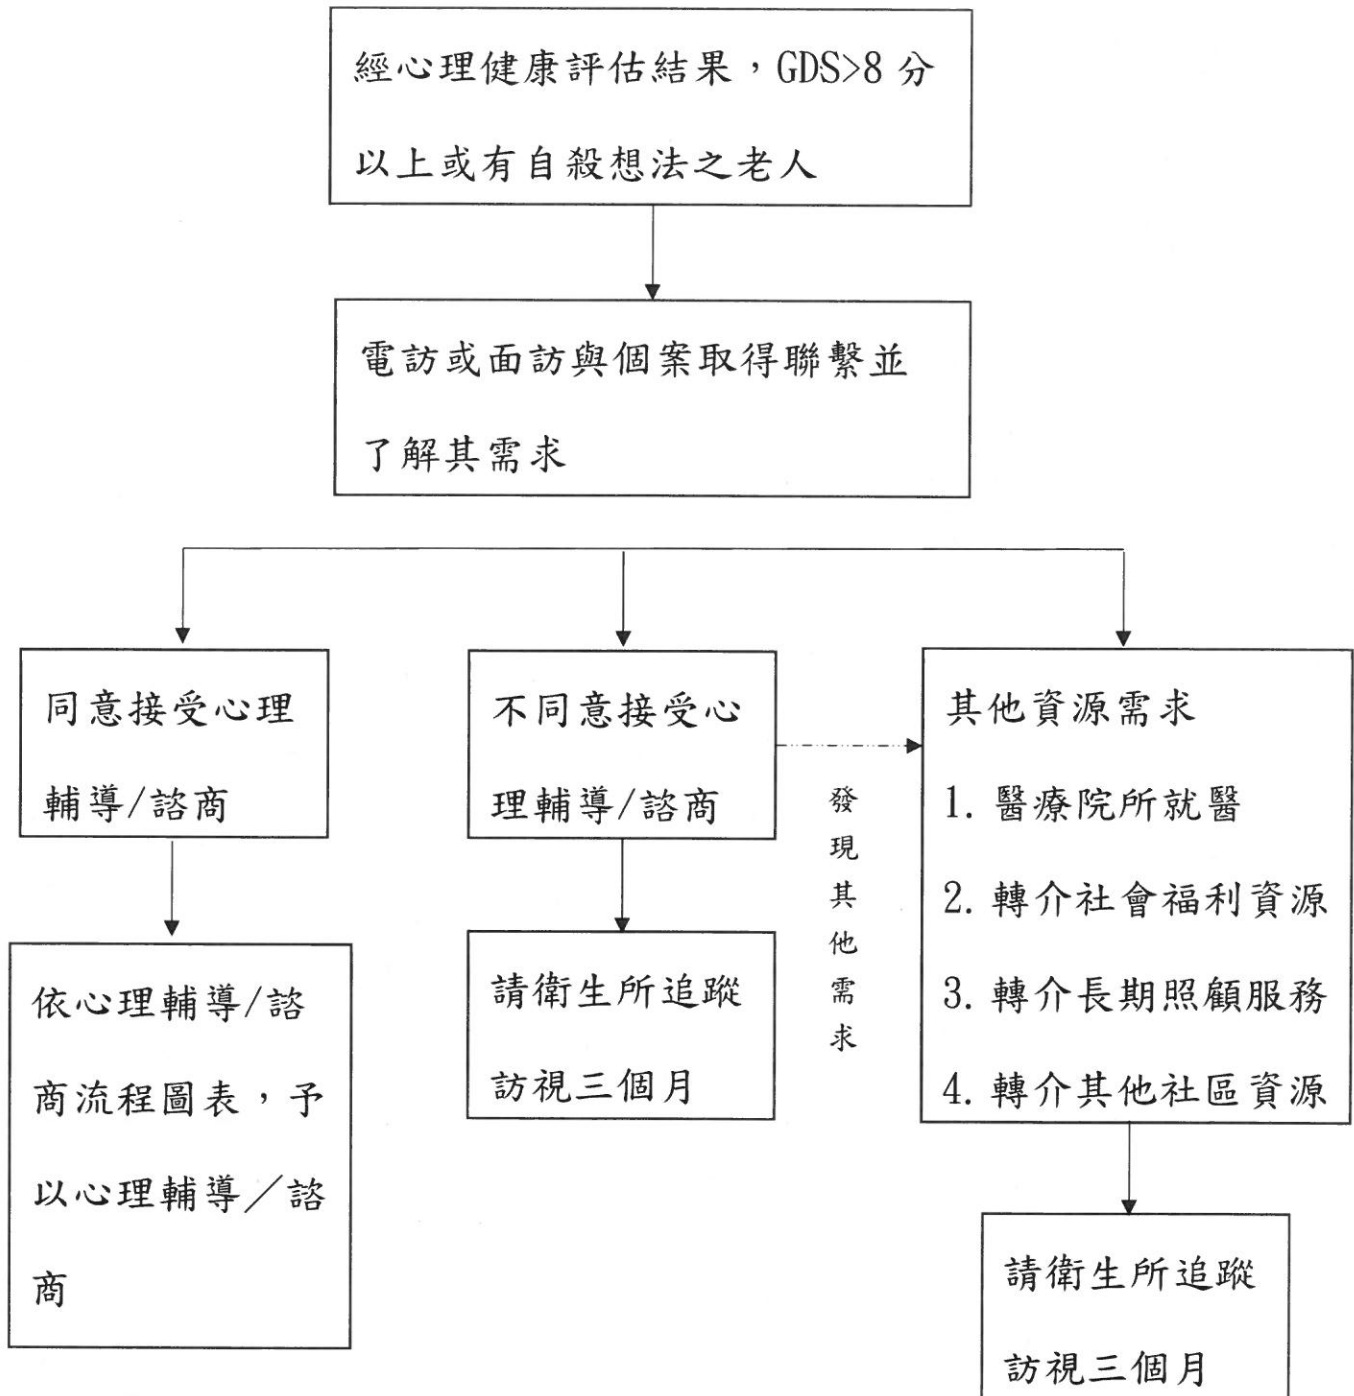 經心理健康評估結果，GDS>8 分
以上或有自殺想法之老人
電訪或面訪與個案取得聯繫並
了解其需求
同意接受心理
輔導/諮商
不同意接受心
理輔導/諮商
發
現
其
他
需
求
其他資源需求
1. 醫療院所就醫
2. 轉介社會福利資源
3. 轉介長期照顧服務
4. 轉介其他社區資源
依心理輔導/諮
商流程圖表，予
以心理輔導／諮
商
請衛生所追蹤
訪視三個月
請衛生所追蹤
訪視三個月